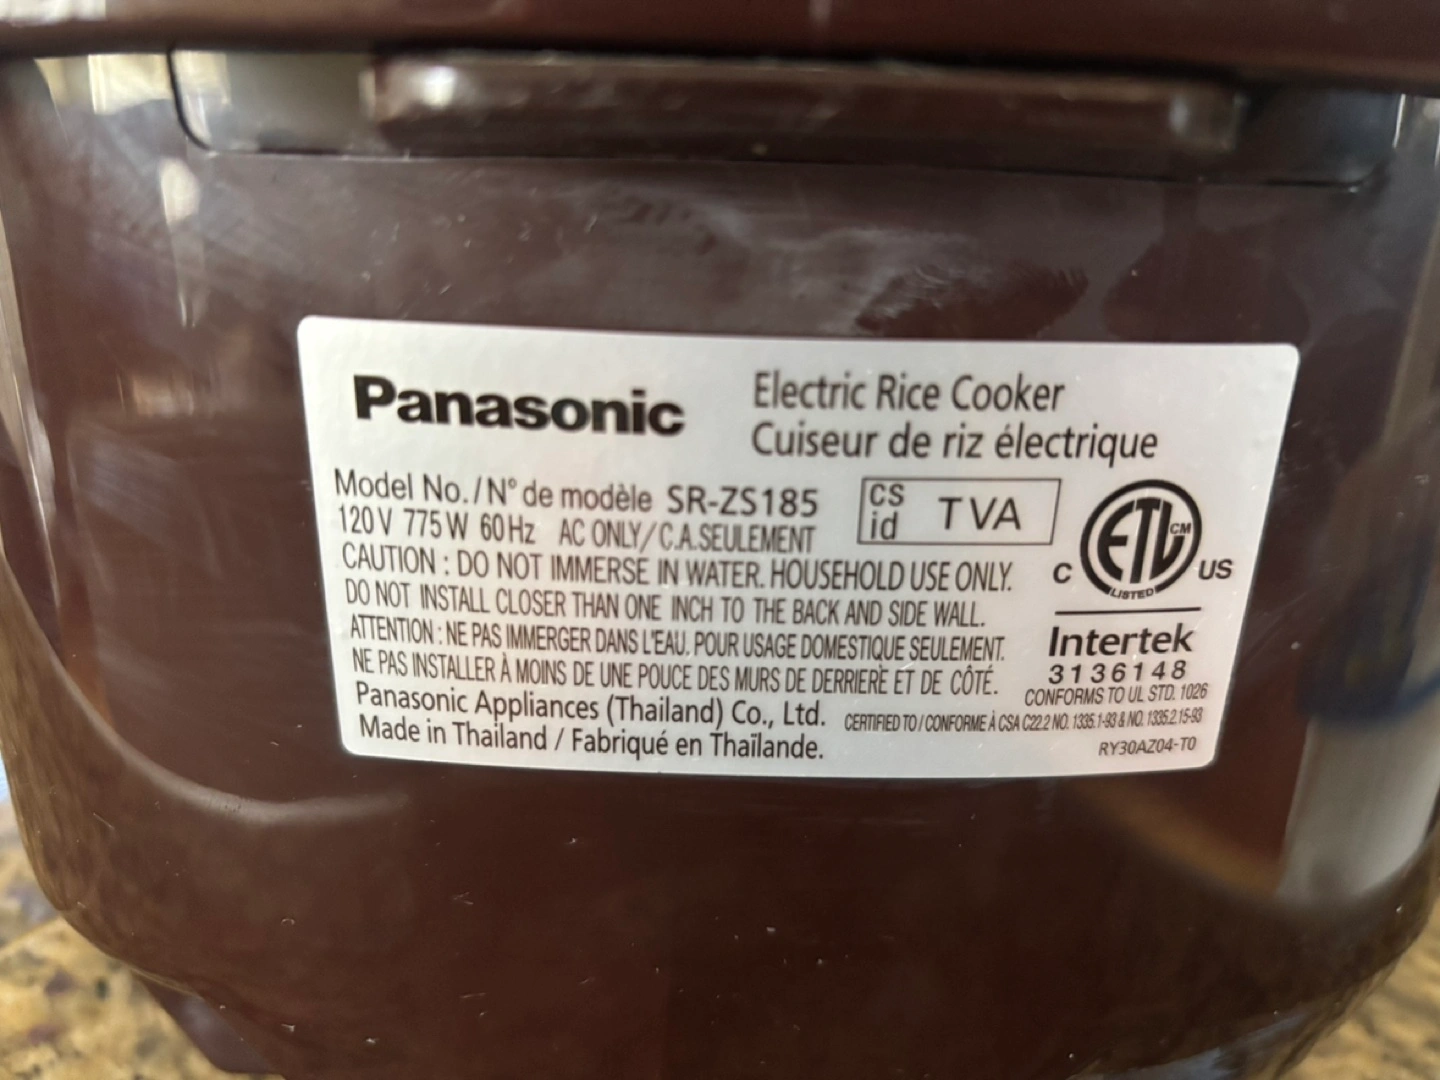 Panasonic
Electric Rice Cooker
Cuiseur de riz électrique
Model No./N° de modèle SR-ZS185
120V 775W 60Hz AC ONLY/C.A.SEULEMENT
CS id TVA
CAUTION : DO NOT IMMERSE IN WATER. HOUSEHOLD USE ONLY.
DO NOT INSTALL CLOSER THAN ONE INCH TO THE BACK AND SIDE WALL.
ATTENTION : NE PAS IMMERGER DANS L'EAU. POUR USAGE DOMESTIQUE SEULEMENT.
NE PAS INSTALLER À MOINS DE UNE POUCE DES MURS DE DERRIERE ET DE CÔTÉ.
Panasonic Appliances (Thailand) Co., Ltd.
Made in Thailand / Fabriqué en Thaïlande.
C ETL CM US
LISTED
Intertek
3136148
CONFORMS TO UL STD. 1026
CERTIFIED TO / CONFORME À CSA C22.2 NO. 1335.1-93 & NO. 1335.2.15-93
RY30AZ04-T0